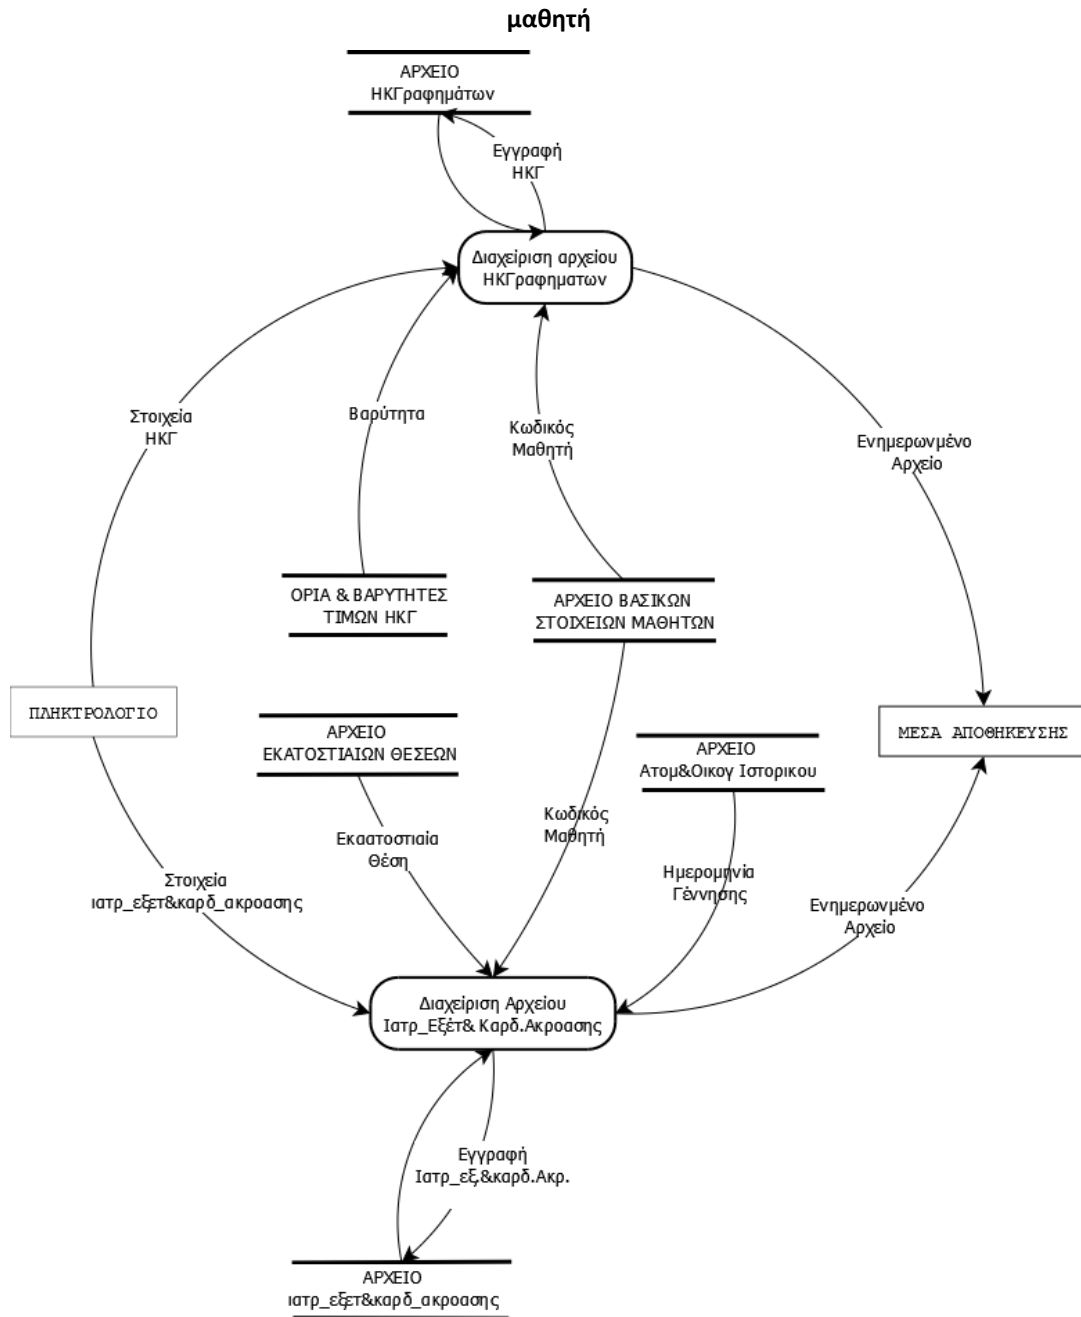 μαθητή
ΑΡΧΕΙΟ
ΗΚΓραφημάτων
Εγγραφή
ΗΚΓ
Διαχείριση αρχείου
ΗΚΓραφηματων
Στοιχεία
ΗΚΓ
Βαρύτητα
Κωδικός
Μαθητή
Ενημερωνμένο
Αρχείο
ΟΡΙΑ & ΒΑΡΥΤΗΤΕΣ
ΤΙΜΩΝ ΗΚΓ
ΑΡΧΕΙΟ ΒΑΣΙΚΩΝ
ΣΤΟΙΧΕΙΩΝ ΜΑΘΗΤΩΝ
ΠΛΗΚΤΡΟΛΟΓΙΟ
ΑΡΧΕΙΟ
ΕΚΑΤΟΣΤΙΑΙΩΝ ΘΕΣΕΩΝ
ΑΡΧΕΙΟ
Ατομ&Οικογ Ιστορικου
ΜΕΣΑ ΑΠΟΘΗΚΕΥΣΗΣ
Εκαατοστιαία
Θέση
Κωδικός
Μαθητή
Στοιχεία
ιατρ_εξετ&καρδ_ακροασης
Ημερομηνία
Γέννησης
Ενημερωνμένο
Αρχείο
Διαχείριση Αρχείου
Ιατρ_Εξέτ& Καρδ.Ακροασης
Εγγραφή
Ιατρ_εξ.&καρδ.Ακρ.
ΑΡΧΕΙΟ
ιατρ_εξετ&καρδ_ακροασης